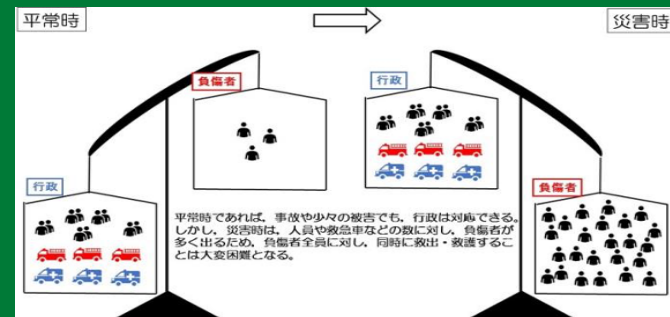 平常時
災害時
負傷者
行政
行政
負傷者
平常時であれば、事故や少々の被害でも、行政は対応できる。
しかし、災害時は、人員や救急車などの数に対し、負傷者が
多く出るため、負傷者全員に対し、同時に救出・救護するこ
とは大変困難となる。